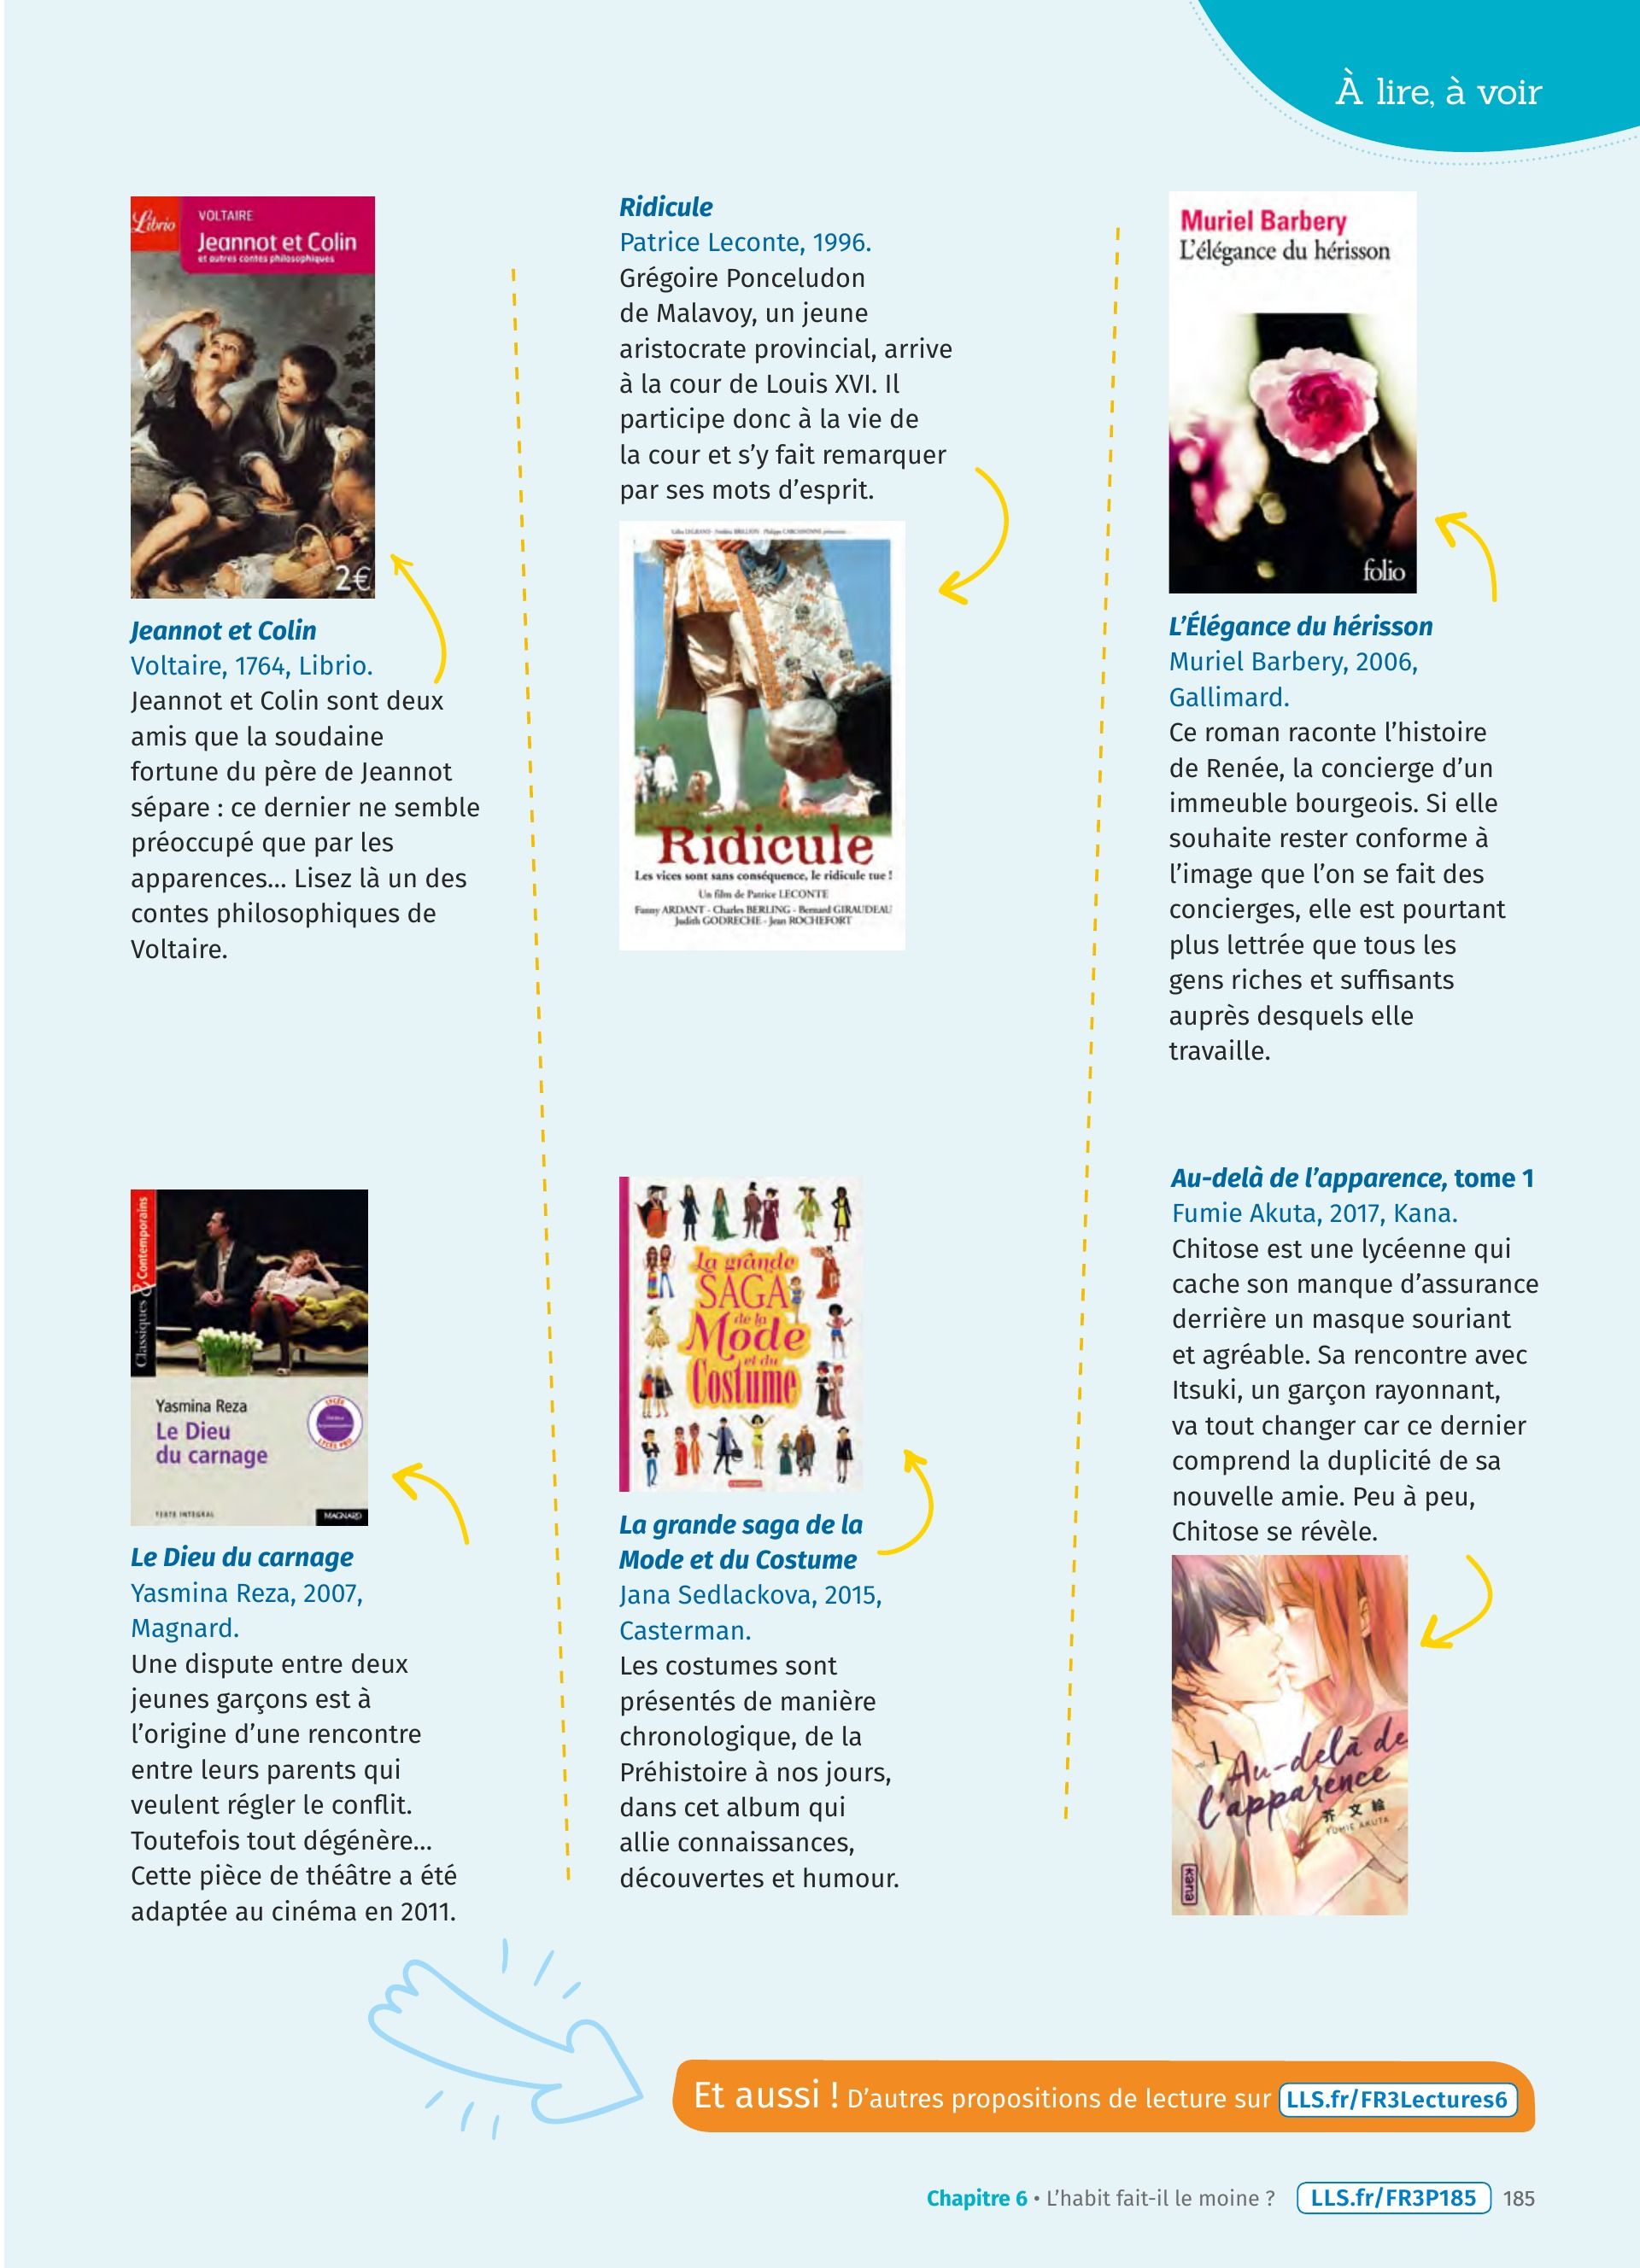 À lire, à voir
Librio
VOLTAIRE
Jeannot et Colin
et autres contes philosophiques
2€
Jeannot et Colin
Voltaire, 1764, Librio.
Jeannot et Colin sont deux
amis que la soudaine
fortune du père de Jeannot
sépare : ce dernier ne semble
préoccupé que par les
apparences... Lisez là un des
contes philosophiques de
Voltaire.
Classiques & Contemporains
Yasmina Reza
Le Dieu
du carnage
TEXTE INTÉGRAL
MAGNARD
Le Dieu du carnage
Yasmina Reza, 2007,
Magnard.
Une dispute entre deux
jeunes garçons est à
l'origine d'une rencontre
entre leurs parents qui
veulent régler le conflit.
Toutefois tout dégénère...
Cette pièce de théâtre a été
adaptée au cinéma en 2011.
Ridicule
Patrice Leconte, 1996.
Grégoire Ponceludon
de Malavoy, un jeune
aristocrate provincial, arrive
à la cour de Louis XVI. Il
participe donc à la vie de
la cour et s'y fait remarquer
par ses mots d'esprit.
Ridicule
Les vices sont sans conséquence, le ridicule tue !
Un film de Patrice LECONTE
Fanny ARDANT - Charles BERLING - Bernard GIRAUDEAU
Judith GODRECHE - Jean ROCHEFORT
La grande
SAGA
de la
Mode
et du
Costume
La grande saga de la
Mode et du Costume
Jana Sedlackova, 2015,
Casterman.
Les costumes sont
présentés de manière
chronologique, de la
Préhistoire à nos jours,
dans cet album qui
allie connaissances,
découvertes et humour.
Muriel Barbery
L'élégance du hérisson
folio
L'Élégance du hérisson
Muriel Barbery, 2006,
Gallimard.
Ce roman raconte l'histoire
de Renée, la concierge d'un
immeuble bourgeois. Si elle
souhaite rester conforme à
l'image que l'on se fait des
concierges, elle est pourtant
plus lettrée que tous les
gens riches et suffisants
auprès desquels elle
travaille.
Au-delà de l'apparence, tome 1
Fumie Akuta, 2017, Kana.
Chitose est une lycéenne qui
cache son manque d'assurance
derrière un masque souriant
et agréable. Sa rencontre avec
Itsuki, un garçon rayonnant,
va tout changer car ce dernier
comprend la duplicité de sa
nouvelle amie. Peu à peu,
Chitose se révèle.
1
Au-delà de
l'apparence
芥 文 絵
FUMIE AKUTA
kana
Et aussi ! D'autres propositions de lecture sur LLS.fr/FR3Lectures6
Chapitre 6 • L'habit fait-il le moine ? LLS.fr/FR3P185 185